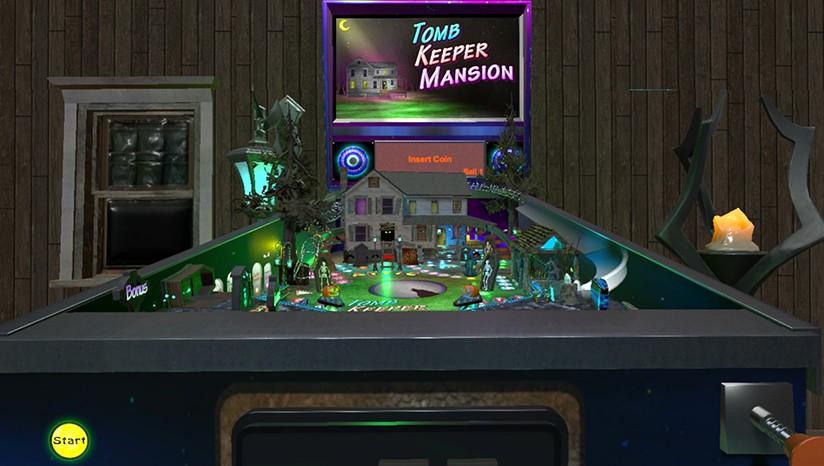 TOMB
KEEPER
MANSION
Insert Coin
Ball 1
Bonus
TOMB
KEEPER
Start